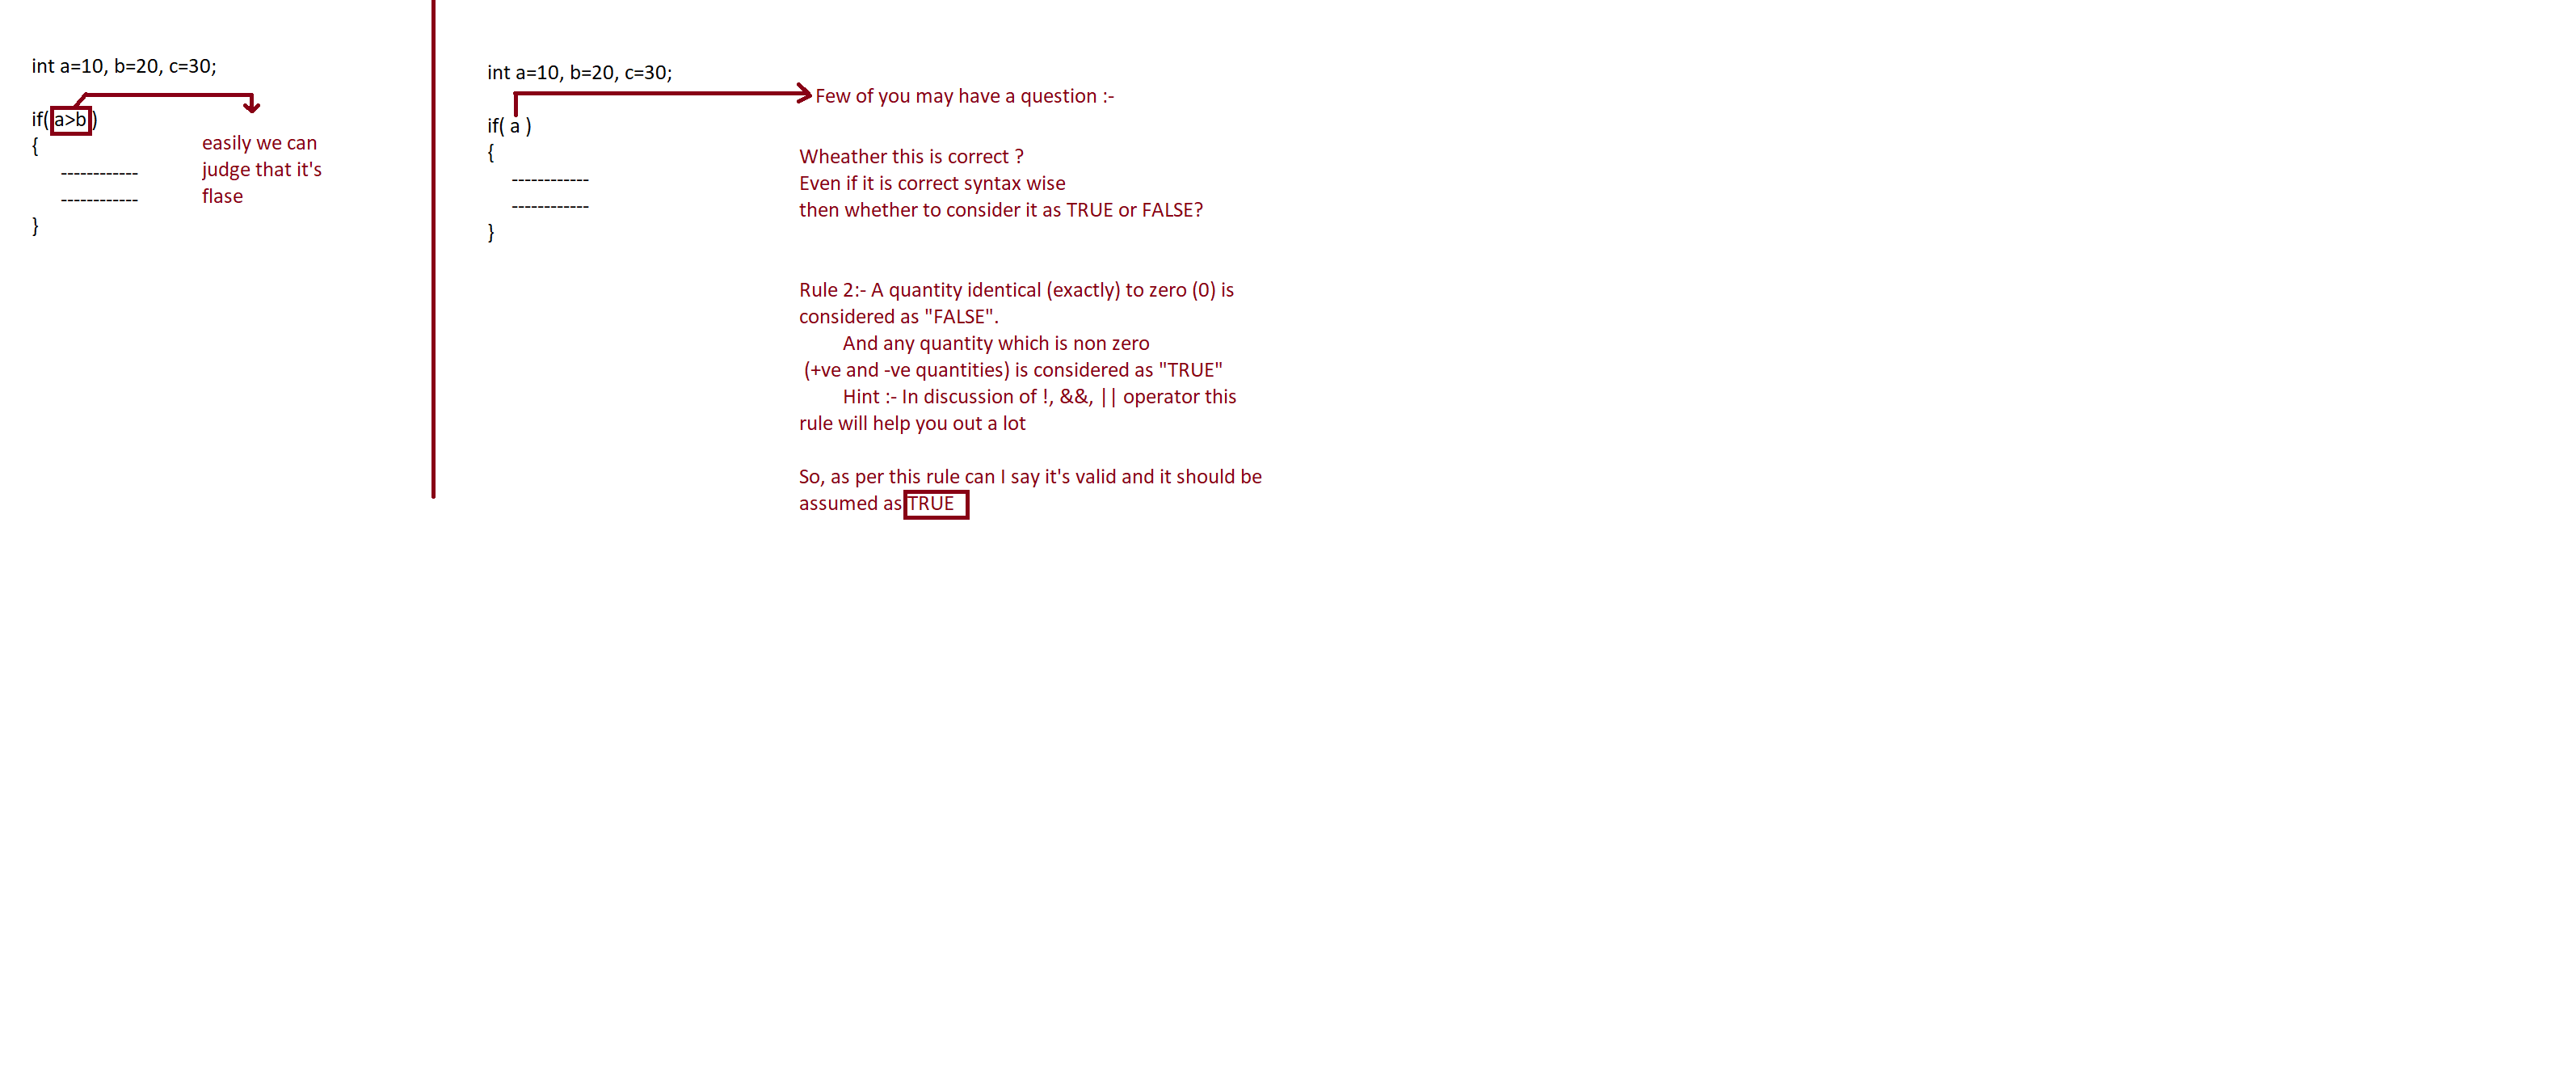 int a=10, b=20, c=30;
if( a>b )
{
------------
------------
}
easily we can
judge that it's
flase
int a=10, b=20, c=30;
if( a )
{
------------
------------
}
Few of you may have a question :-
Wheather this is correct ?
Even if it is correct syntax wise
then whether to consider it as TRUE or FALSE?
Rule 2:- A quantity identical (exactly) to zero (0) is
considered as "FALSE".
And any quantity which is non zero
(+ve and -ve quantities) is considered as "TRUE"
Hint :- In discussion of !, &&, || operator this
rule will help you out a lot
So, as per this rule can I say it's valid and it should be
assumed as TRUE